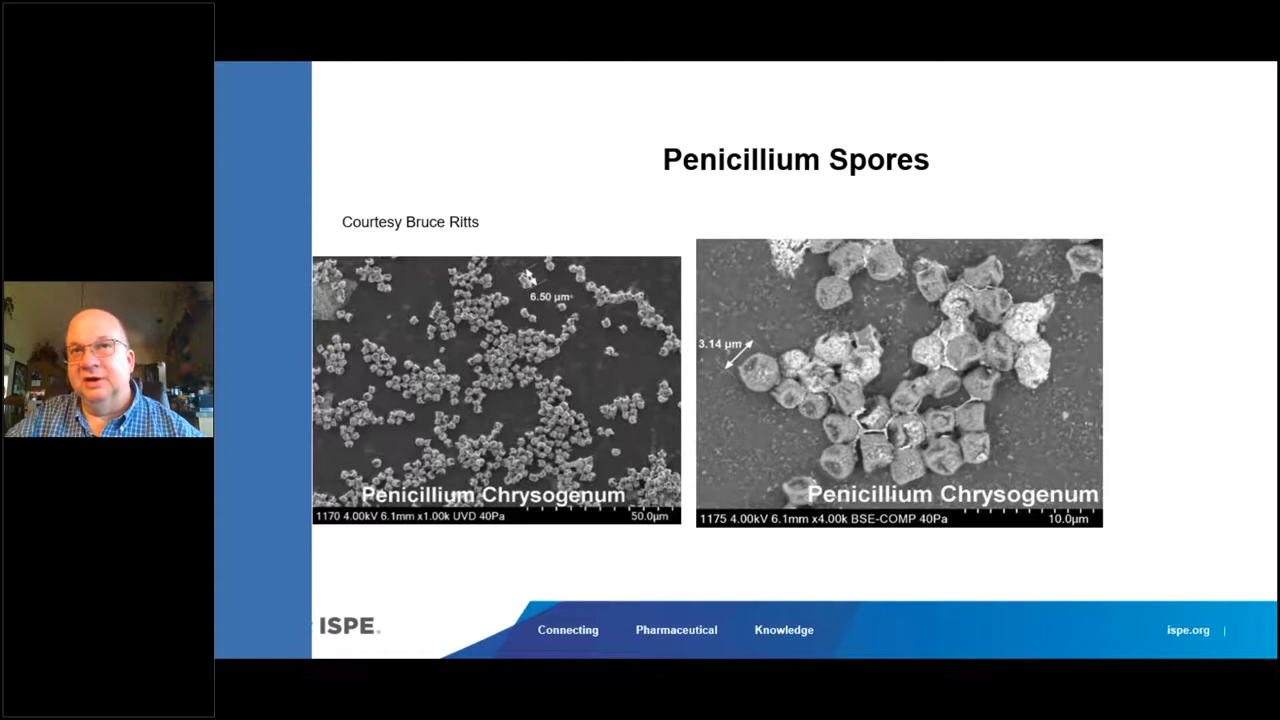 Penicillium Spores
Courtesy Bruce Ritts
6.50 µm
Penicillium Chrysogenum
1170 4.00kV 6.1mm x1.00k UVD 40Pa 50.0µm
3.14 µm
Penicillium Chrysogenum
1175 4.00kV 6.1mm x4.00k BSE-COMP 40Pa 10.0µm
ISPE.
Connecting Pharmaceutical Knowledge
ispe.org |